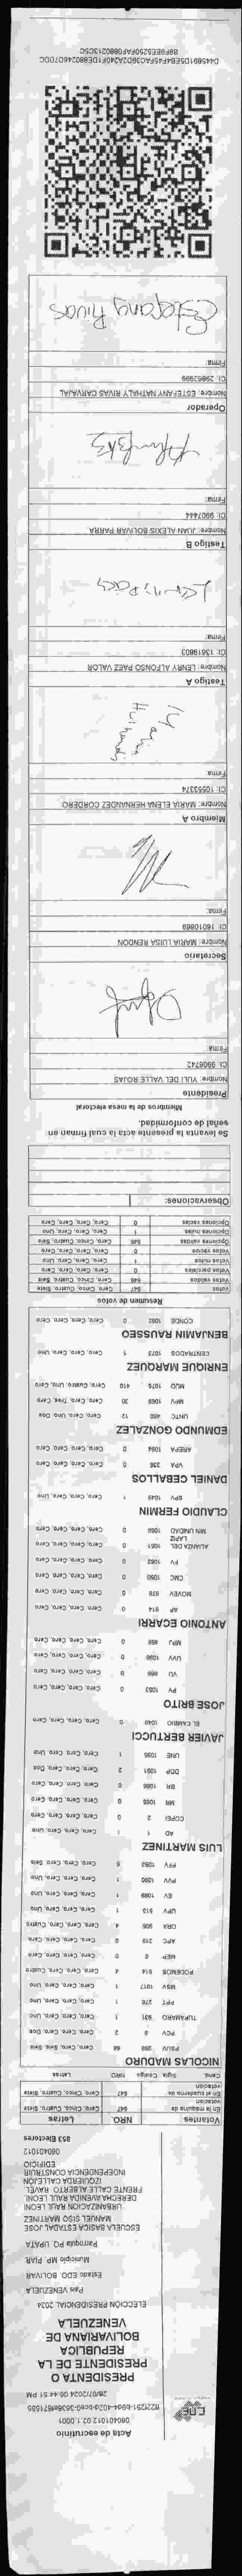 CNE
Acta de escrutinio
080401012.02.1.0001
28/07/2024 06:44:51 PM
PRESIDENTA O
PRESIDENTE DE LA
REPUBLICA
BOLIVARIANA DE
VENEZUELA
ELECCIÓN PRESIDENCIAL 2024
País VENEZUELA
Estado EDO. BOLIVAR
Municipio MP. PIAR
Parroquia PQ. UPATA
ESCUELA BASICA ESTADAL JOSE
MANUEL SISO MARTINEZ
URBANIZACION RAUL LEONI
DERECHA AVENIDA RAUL LEONI.
FRENTE CALLE ALBERTO RAVEL.
IZQUIERDA CALLEJÓN
INDEPENDENCIA CONSTRUIR
EDIFICIO
080401012
853 Electores
Votantes NRO. Letras
En la máquina de votación 547 Cero, Cinco, Cuatro, Siete
En el cuaderno de votación 547 Cero, Cinco, Cuatro, Siete
Cand. Sigla Código NRO. Letras
NICOLAS MADURO
PSUV 268 66 Cero, Cero, Seis, Seis
PCV 8 2 Cero, Cero, Cero, Dos
TUPAMARO 931 1 Cero, Cero, Cero, Uno
PPT 276 1 Cero, Cero, Cero, Uno
MSV 1017 1 Cero, Cero, Cero, Uno
PODEMOS 514 4 Cero, Cero, Cero, Cuatro
MEP 6 0 Cero, Cero, Cero, Cero
APC 219 0 Cero, Cero, Cero, Cero
ORA 906 4 Cero, Cero, Cero, Cuatro
UPV 513 1 Cero, Cero, Cero, Uno
EV 1089 1 Cero, Cero, Cero, Uno
PVV 1090 1 Cero, Cero, Cero, Uno
PFV 1093 6 Cero, Cero, Cero, Seis
LUIS MARTINEZ
AD 1 1 Cero, Cero, Cero, Uno
COPEI 2 0 Cero, Cero, Cero, Cero
MR 1065 0 Cero, Cero, Cero, Cero
BR 1066 0 Cero, Cero, Cero, Cero
DDP 1091 2 Cero, Cero, Cero, Dos
UNE 1095 1 Cero, Cero, Cero, Uno
JAVIER BERTUCCI
EL CAMBIO 1048 0 Cero, Cero, Cero, Cero
JOSE BRITO
PV 1053 0 Cero, Cero, Cero, Cero
VU 869 0 Cero, Cero, Cero, Cero
UVV 1096 0 Cero, Cero, Cero, Cero
MPJ 658 0 Cero, Cero, Cero, Cero
ANTONIO ECARRI
AP 914 0 Cero, Cero, Cero, Cero
MOVEV 879 0 Cero, Cero, Cero, Cero
CMC 1050 0 Cero, Cero, Cero, Cero
FV 1062 0 Cero, Cero, Cero, Cero
ALIANZA DEL LAPIZ 1051 0 Cero, Cero, Cero, Cero
MIN UNIDAD 1058 0 Cero, Cero, Cero, Cero
CLAUDIO FERMIN
SPV 1049 1 Cero, Cero, Cero, Uno
DANIEL CEBALLOS
VPA 236 0 Cero, Cero, Cero, Cero
AREPA 1084 0 Cero, Cero, Cero, Cero
EDMUNDO GONZALEZ
UNTC 460 12 Cero, Cero, Uno, Dos
MPV 1069 30 Cero, Cero, Tres, Cero
MUD 1075 410 Cero, Cuatro, Uno, Cero
ENRIQUE MARQUEZ
CENTRADOS 1073 1 Cero, Cero, Cero, Uno
BENJAMIN RAUSSEO
CONDE 1092 0 Cero, Cero, Cero, Cero
Resumen de votos
Votos 547 Cero, Cinco, Cuatro, Siete
Votos validos 546 Cero, Cinco, Cuatro, Seis
Votos parciales 0 Cero, Cero, Cero, Cero
Votos nulos 1 Cero, Cero, Cero, Uno
Votos vacios 0 Cero, Cero, Cero, Cero
Opciones validas 546 Cero, Cinco, Cuatro, Seis
Opciones nulas 1 Cero, Cero, Cero, Uno
Opciones vacias 0 Cero, Cero, Cero, Cero
Observaciones:
Se levanta la presente acta la cual firman en
señal de conformidad.
Miembros de la mesa electoral
Presidente
Nombre: YULI DEL VALLE ROJAS
CI: 9906742
Firma:
Secretario
Nombre: MARIA LUISA RENDON
CI: 16010869
Firma:
Miembro A
Nombre: MARIA ELENA HERNANDEZ CORDERO
CI: 10553374
Firma:
Testigo A
Nombre: LENRY ALFONSO PAEZ VALOR
CI: 13619803
Firma:
Testigo B
Nombre: JUAN ALEXIS BOLIVAR PARRA
CI: 9907444
Firma:
Operador
Nombre: ESTEFANY NATHALY RIVAS CARVAJAL
CI: 29852999
Firma:
Estefany Rivas